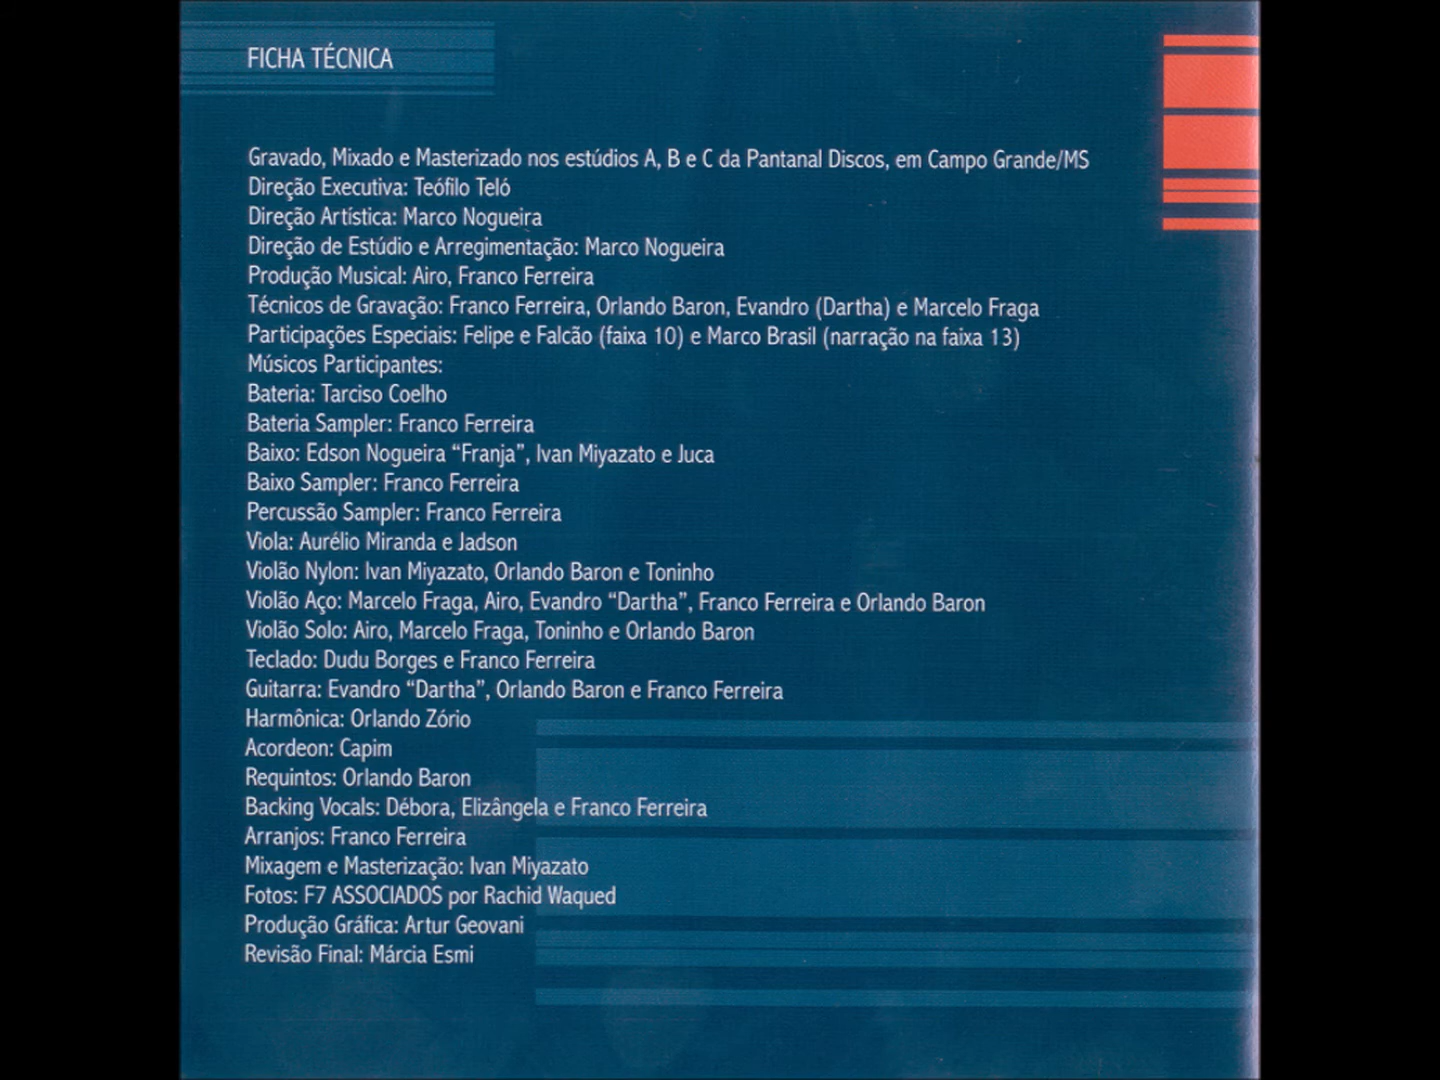 FICHA TÉCNICA
Gravado, Mixado e Masterizado nos estúdios A, B e C da Pantanal Discos, em Campo Grande/MS
Direção Executiva: Teófilo Teló
Direção Artística: Marco Nogueira
Direção de Estúdio e Arregimentação: Marco Nogueira
Produção Musical: Airo, Franco Ferreira
Técnicos de Gravação: Franco Ferreira, Orlando Baron, Evandro (Dartha) e Marcelo Fraga
Participações Especiais: Felipe e Falcão (faixa 10) e Marco Brasil (narração na faixa 13)
Músicos Participantes:
Bateria: Tarciso Coelho
Bateria Sampler: Franco Ferreira
Baixo: Edson Nogueira “Franja”, Ivan Miyazato e Juca
Baixo Sampler: Franco Ferreira
Percussão Sampler: Franco Ferreira
Viola: Aurélio Miranda e Jadson
Violão Nylon: Ivan Miyazato, Orlando Baron e Toninho
Violão Aço: Marcelo Fraga, Airo, Evandro “Dartha”, Franco Ferreira e Orlando Baron
Violão Solo: Airo, Marcelo Fraga, Toninho e Orlando Baron
Teclado: Dudu Borges e Franco Ferreira
Guitarra: Evandro “Dartha”, Orlando Baron e Franco Ferreira
Harmônica: Orlando Zório
Acordeon: Capim
Requintos: Orlando Baron
Backing Vocals: Débora, Elizângela e Franco Ferreira
Arranjos: Franco Ferreira
Mixagem e Masterização: Ivan Miyazato
Fotos: F7 ASSOCIADOS por Rachid Waqued
Produção Gráfica: Artur Geovani
Revisão Final: Márcia Esmi